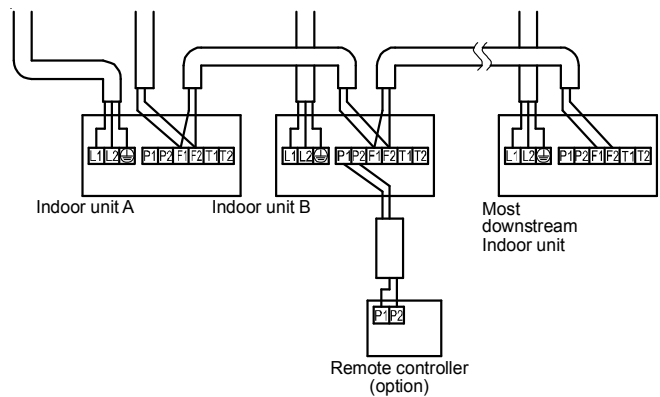 L1 L2 P1 P2 F1 F2 T1 T2
L1 L2 P1 P2 F1 F2 T1 T2
L1 L2 P1 P2 F1 F2 T1 T2
Indoor unit A
Indoor unit B
Most
downstream
Indoor unit
P1 P2
Remote controller
(option)